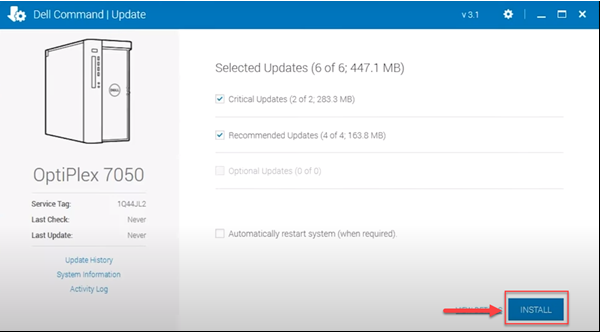 Dell Command | Update
v 3.1
DELL
OptiPlex 7050
Service Tag: 1Q44JL2
Last Check: Never
Last Update: Never
Update History
System Information
Activity Log
Selected Updates (6 of 6; 447.1 MB)
Critical Updates (2 of 2; 283.3 MB)
Recommended Updates (4 of 4; 163.8 MB)
Optional Updates (0 of 0)
Automatically restart system (when required).
INSTALL